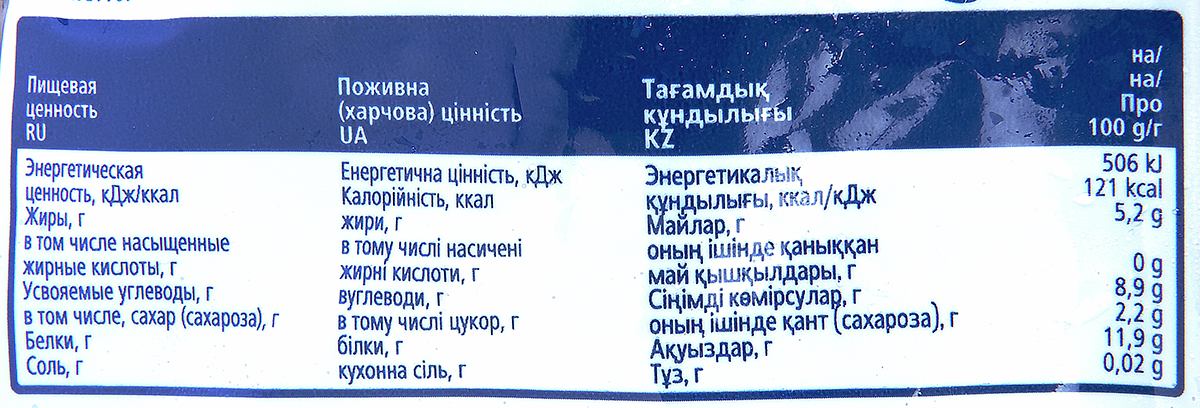 Пищевая
ценность
RU
Поживна
(харчова) цінність
UA
Тағамдық
құндылығы
KZ
на/
на/
Про
100 g/г
Энергетическая
ценность, кДж/ккал
Жиры, г
в том числе насыщенные
жирные кислоты, г
Усвояемые углеводы, г
в том числе, сахар (сахароза), г
Белки, г
Соль, г
Енергетична цінність, кДж
Калорійність, ккал
жири, г
в тому числі насичені
жирні кислоти, г
вуглеводи, г
в тому числі цукор, г
білки, г
кухонна сіль, г
Энергетикалық
құндылығы, ккал/кДж
Майлар, г
оның ішінде қаныққан
май қышқылдары, г
Сіңімді көмірсулар, г
оның ішінде қант (сахароза), г
Ақуыздар, г
Тұз, г
506 kJ
121 kcal
5,2 g
0 g
8,9 g
2,2 g
11,9 g
0,02 g